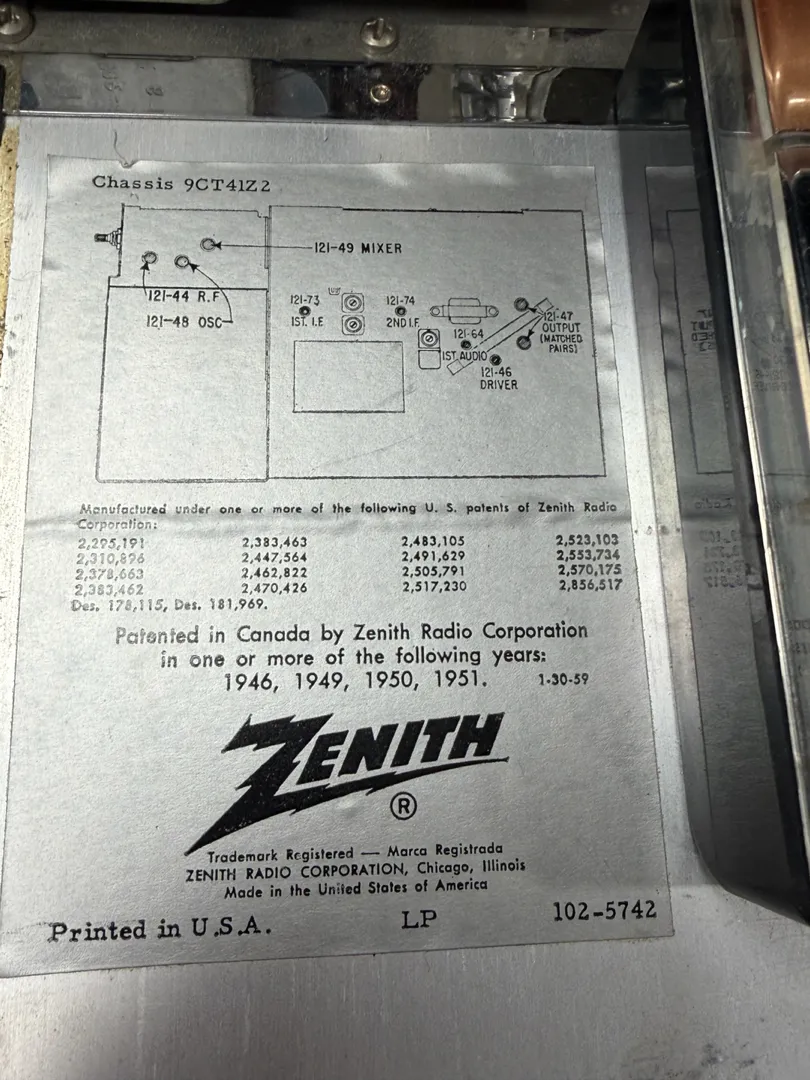 Chassis 9CT41Z2
121-49 MIXER
121-44 R.F
121-48 OSC
121-73
1ST. I.F
121-74
2ND I.F.
121-64
1ST. AUDIO
121-46
DRIVER
121-47
OUTPUT
(MATCHED
PAIRS)
Manufactured under one or more of the following U. S. patents of Zenith Radio
Corporation:
2,295,191 2,383,463 2,483,105 2,523,103
2,310,896 2,447,564 2,491,629 2,553,734
2,378,663 2,462,822 2,505,791 2,570,175
2,383,462 2,470,426 2,517,230 2,856,517
Des. 178,115, Des. 181,969.
Patented in Canada by Zenith Radio Corporation
in one or more of the following years:
1946, 1949, 1950, 1951. 1-30-59
ZENITH
®
Trademark Registered — Marca Registrada
ZENITH RADIO CORPORATION, Chicago, Illinois
Made in the United States of America
Printed in U.S.A. LP 102-5742